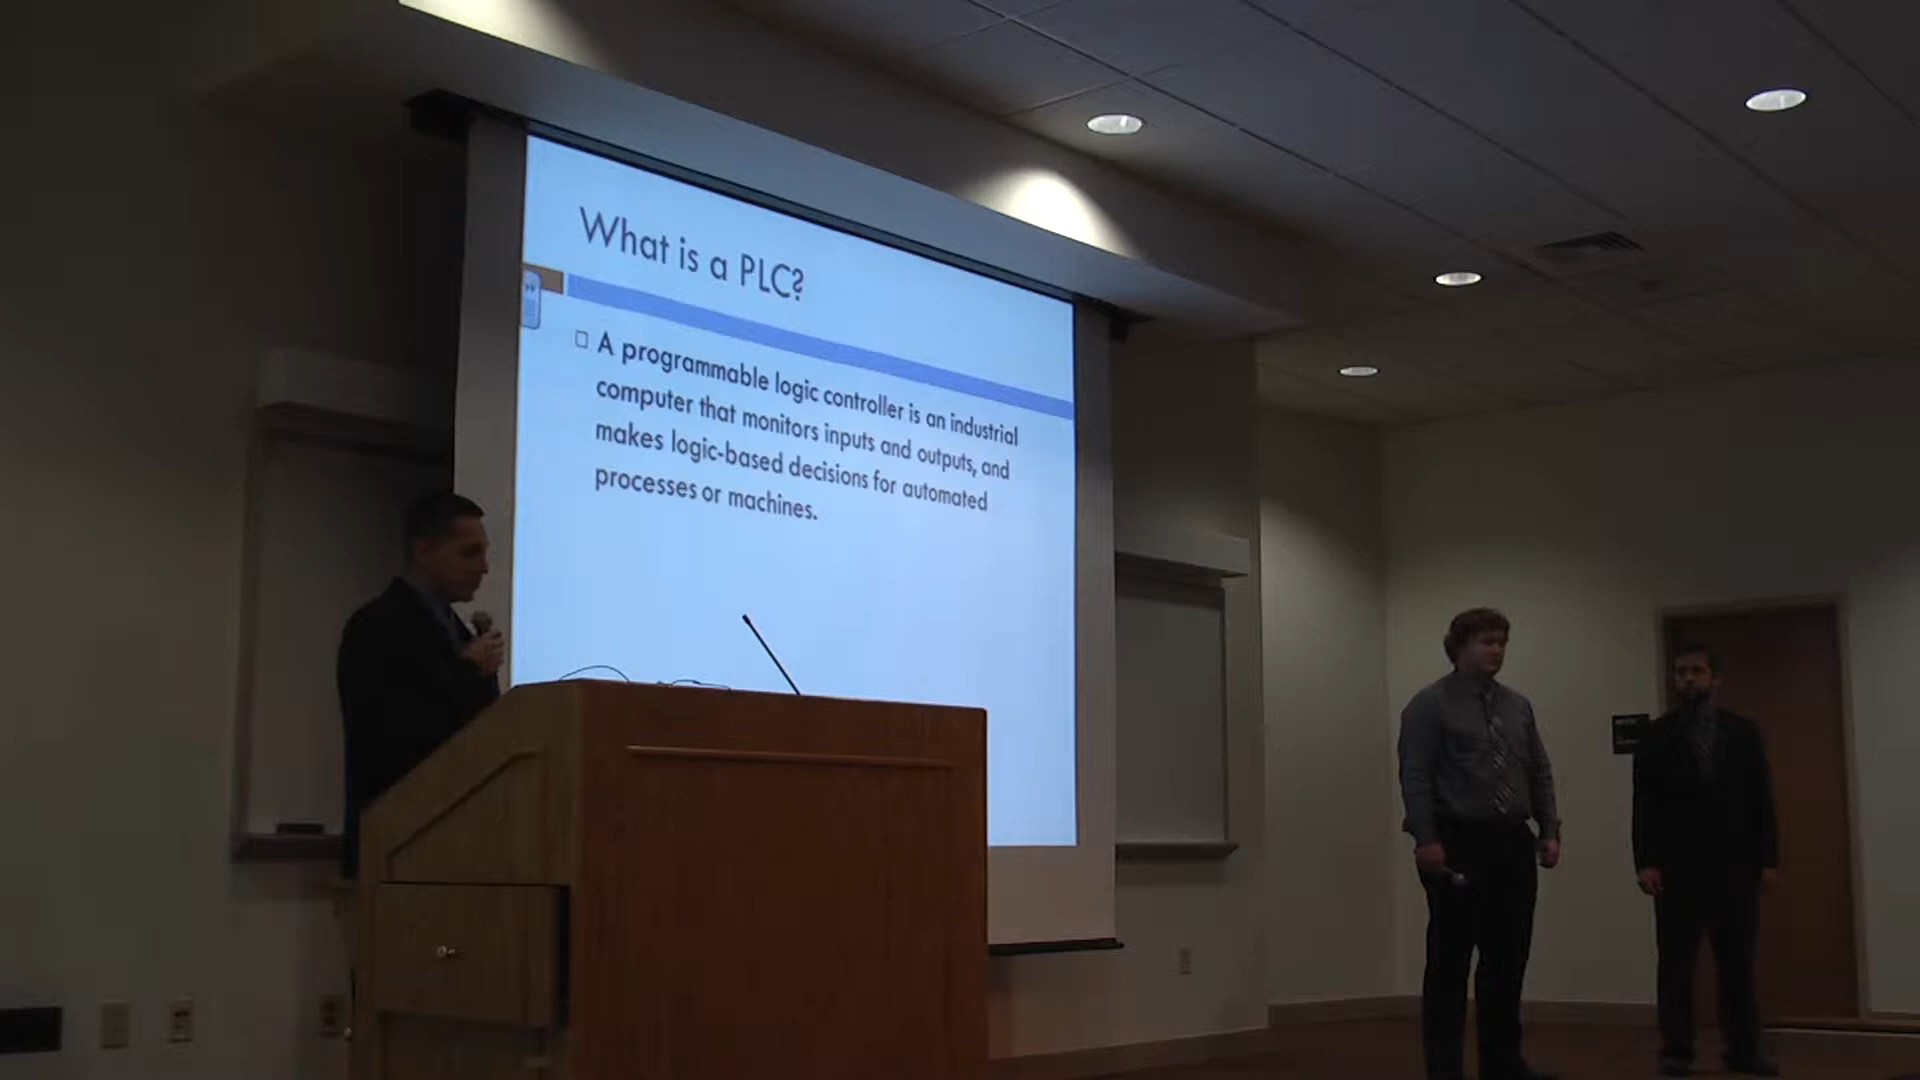 What is a PLC?
A programmable logic controller is an industrial
computer that monitors inputs and outputs, and
makes logic-based decisions for automated
processes or machines.